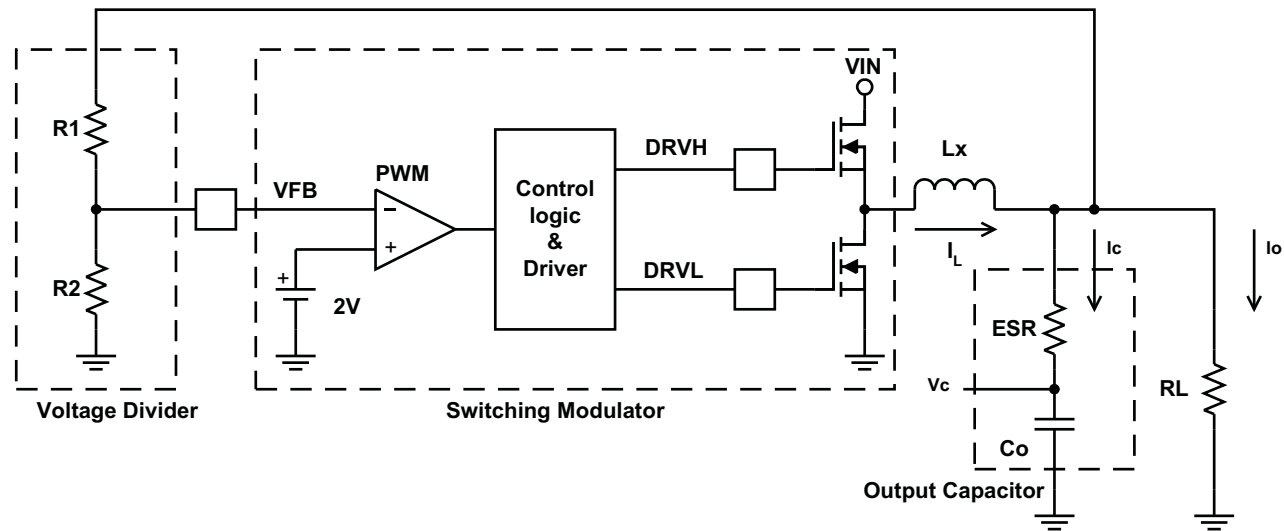 VIN
R1
DRVH
Lx
PWM
VFB
Control
logic
&
Driver
−
+
I_L
Ic
Io
R2
+
2V
DRVL
ESR
Vc
RL
Voltage Divider
Switching Modulator
Co
Output Capacitor